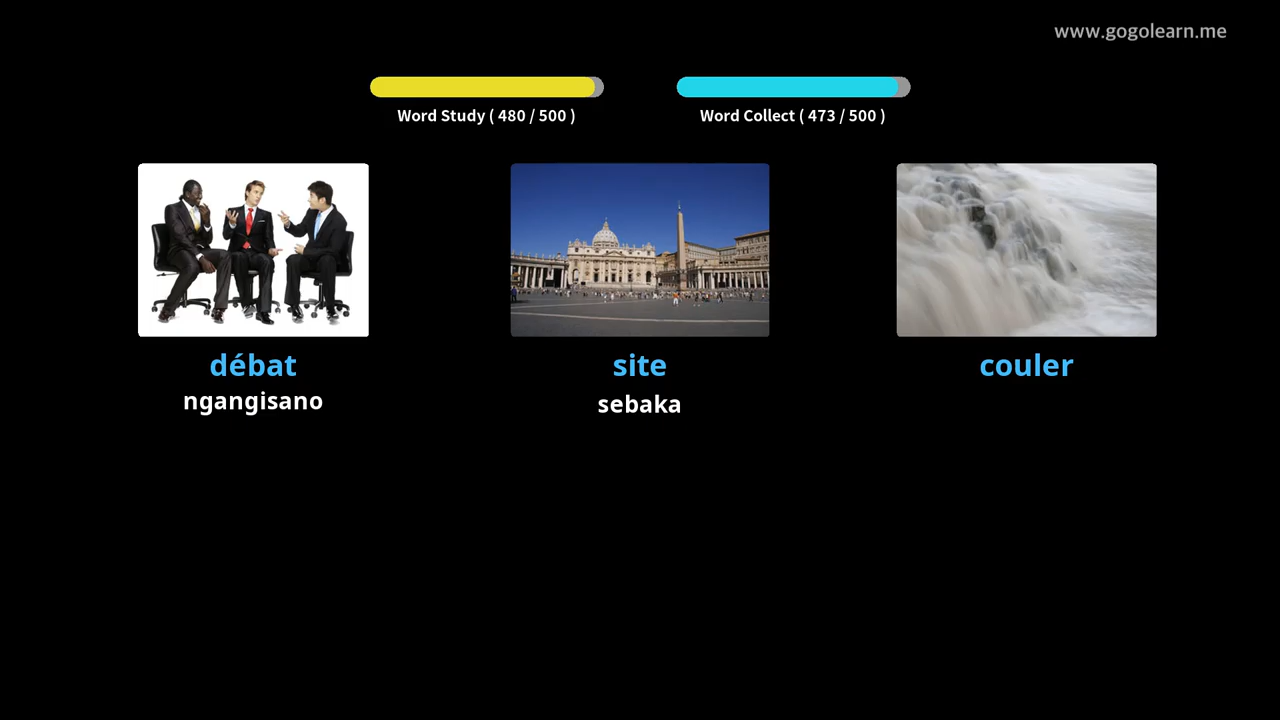 www.gogolearn.me
Word Study ( 480 / 500 )
Word Collect ( 473 / 500 )
débat
site
couler
ngangisano
sebaka